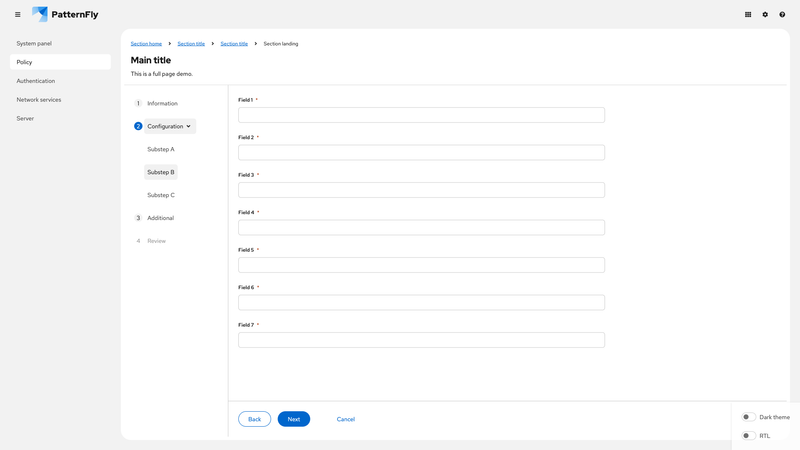 PatternFly
System panel
Policy
Authentication
Network services
Server
Section home Section title Section title Section landing
Main title
This is a full page demo.
1 Information
2 Configuration
Substep A
Substep B
Substep C
3 Additional
4 Review
Field 1 *
Field 2 *
Field 3 *
Field 4 *
Field 5 *
Field 6 *
Field 7 *
Back Next Cancel
Dark theme
RTL